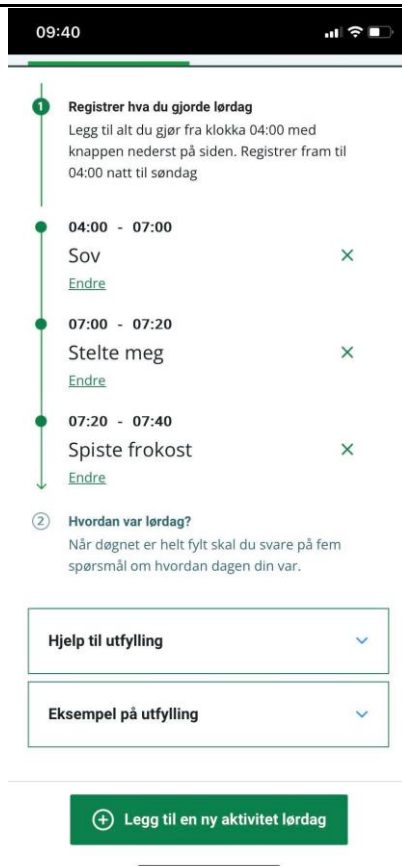 09:40
1
Registrer hva du gjorde lørdag
Legg til alt du gjør fra klokka 04:00 med
knappen nederst på siden. Registrer fram til
04:00 natt til søndag
04:00 - 07:00
Sov
Endre
07:00 - 07:20
Stelte meg
Endre
07:20 - 07:40
Spiste frokost
Endre
2
Hvordan var lørdag?
Når døgnet er helt fylt skal du svare på fem
spørsmål om hvordan dagen din var.
Hjelp til utfylling
Eksempel på utfylling
Legg til en ny aktivitet lørdag